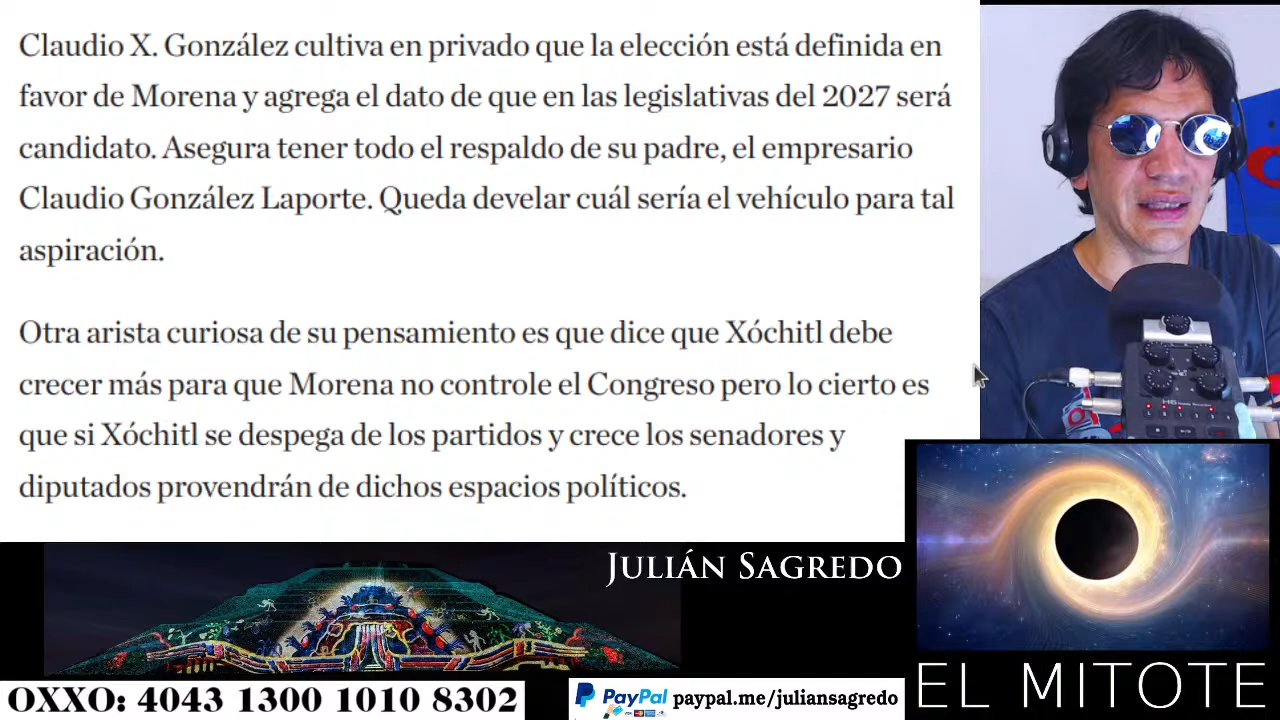 Claudio X. González cultiva en privado que la elección está definida en
favor de Morena y agrega el dato de que en las legislativas del 2027 será
candidato. Asegura tener todo el respaldo de su padre, el empresario
Claudio González Laporte. Queda develar cuál sería el vehículo para tal
aspiración.
Otra arista curiosa de su pensamiento es que dice que Xóchitl debe
crecer más para que Morena no controle el Congreso pero lo cierto es
que si Xóchitl se despega de los partidos y crece los senadores y
diputados provendrán de dichos espacios políticos.
H6
JULIÁN SAGREDO
EL MITOTE
OXXO: 4043 1300 1010 8302
PayPal paypal.me/juliansagredo